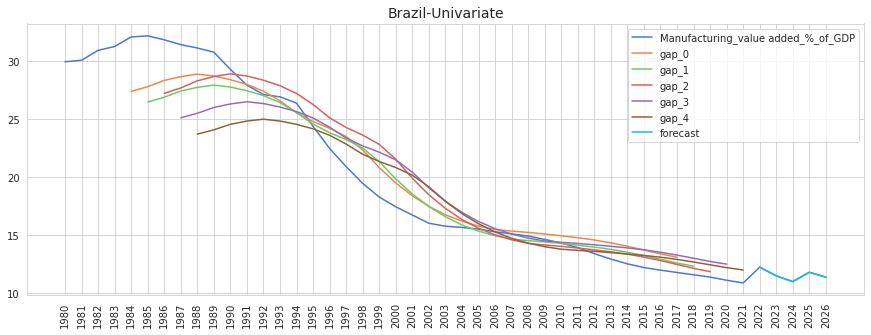 Brazil-Univariate
Manufacturing_value added_%_of_GDP
gap_0
gap_1
gap_2
gap_3
gap_4
forecast
30
25
20
15
10
1980 1981 1982 1983 1984 1985 1986 1987 1988 1989 1990 1991 1992 1993 1994 1995 1996 1997 1998 1999 2000 2001 2002 2003 2004 2005 2006 2007 2008 2009 2010 2011 2012 2013 2014 2015 2016 2017 2018 2019 2020 2021 2022 2023 2024 2025 2026